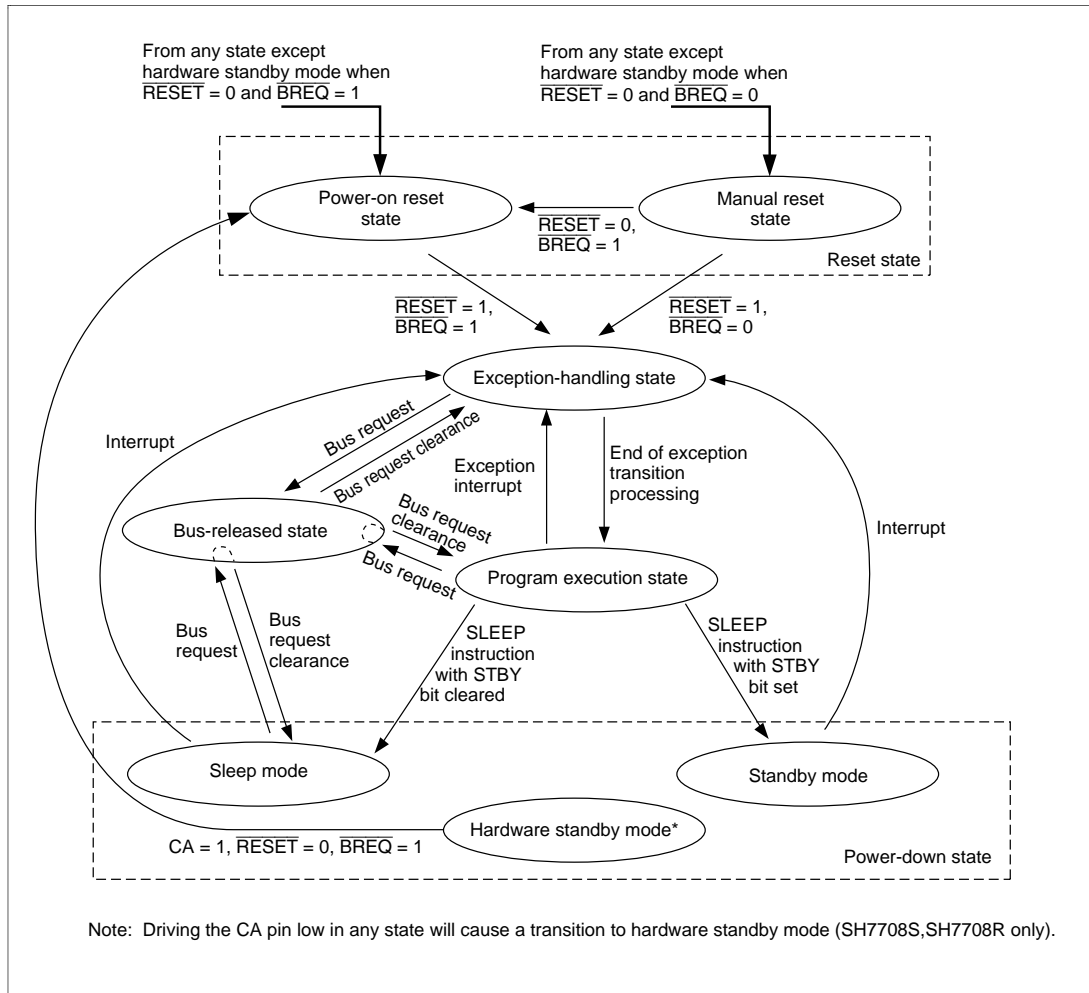 From any state except
hardware standby mode when
RESET = 0 and BREQ = 1
From any state except
hardware standby mode when
RESET = 0 and BREQ = 0
Power-on reset
state
Manual reset
state
RESET = 0,
BREQ = 1
Reset state
RESET = 1,
BREQ = 1
RESET = 1,
BREQ = 0
Exception-handling state
Interrupt
Bus request
Bus request clearance
Exception
interrupt
End of exception
transition
processing
Interrupt
Bus-released state
Bus request
clearance
Bus request
Program execution state
Bus
request
Bus
request
clearance
SLEEP
instruction
with STBY
bit cleared
SLEEP
instruction
with STBY
bit set
Sleep mode
Standby mode
Hardware standby mode*
CA = 1, RESET = 0, BREQ = 1
Power-down state
Note: Driving the CA pin low in any state will cause a transition to hardware standby mode (SH7708S,SH7708R only).